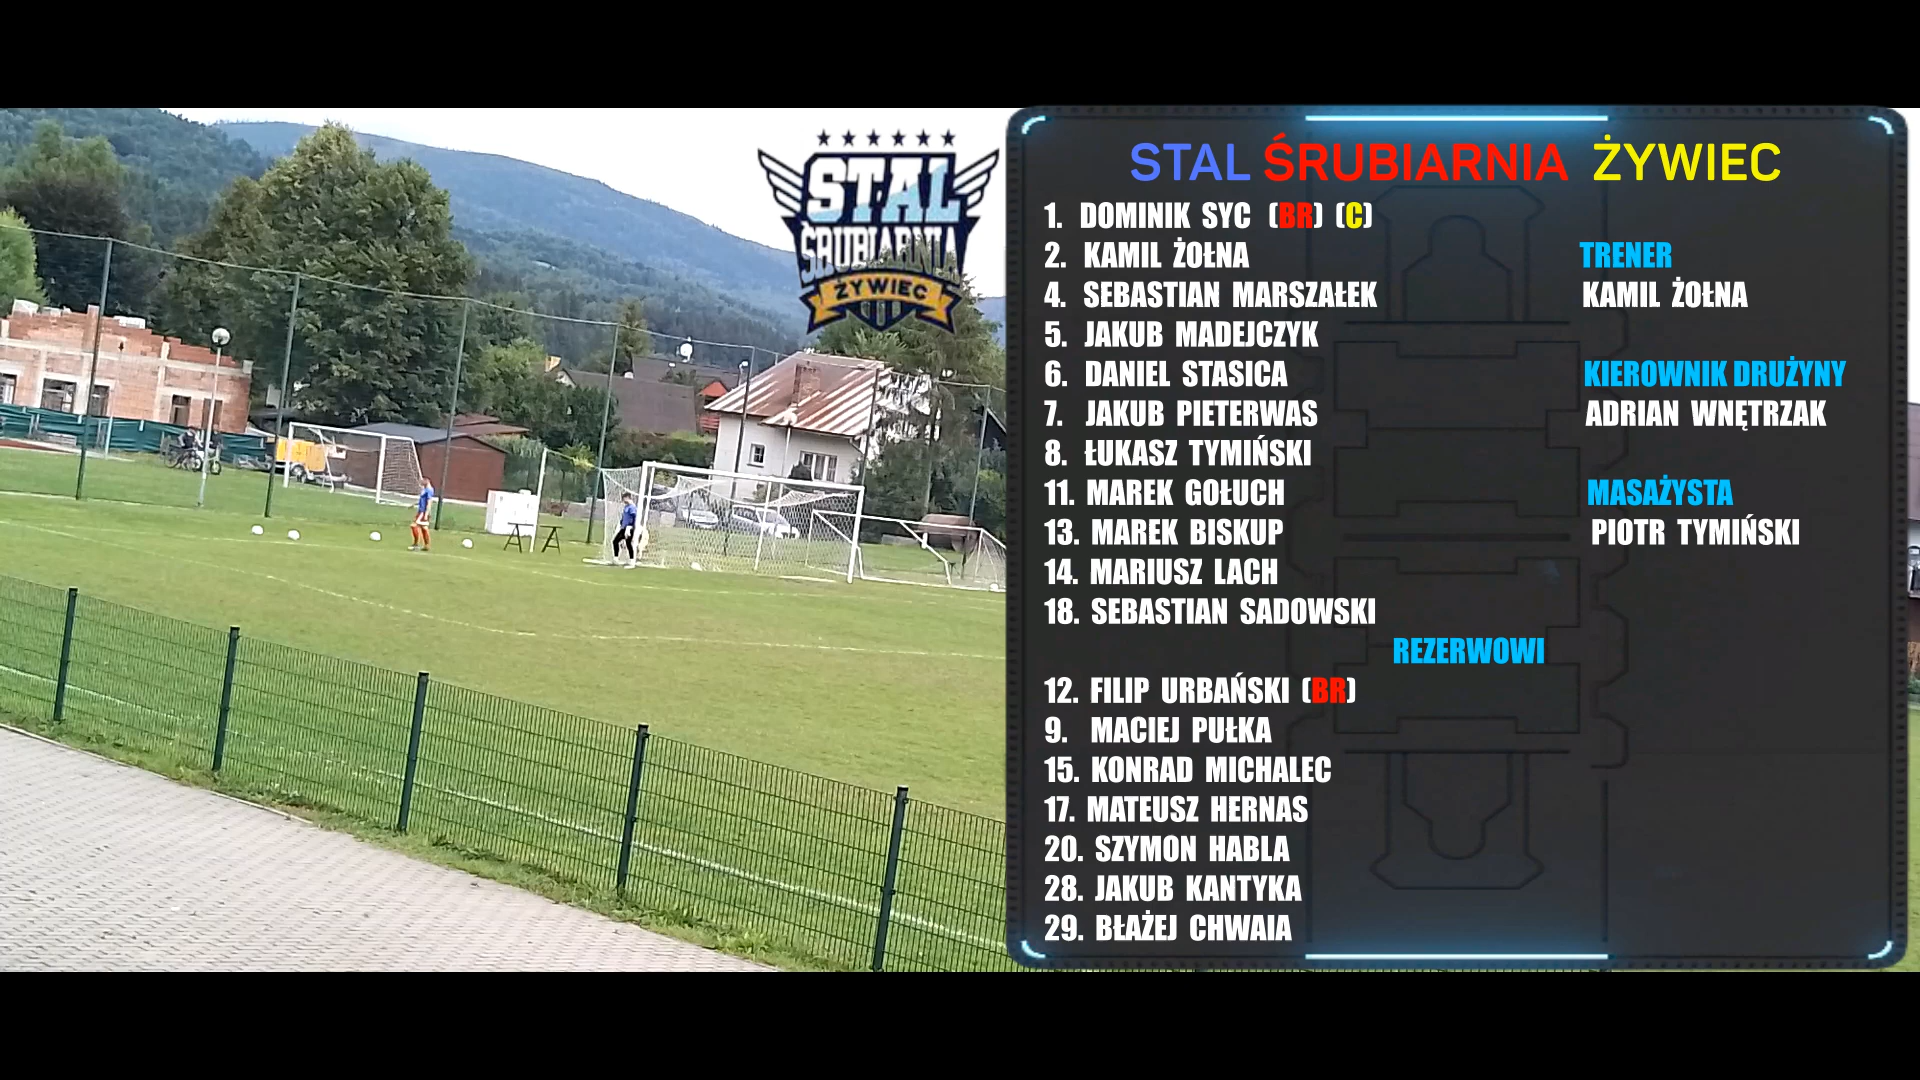 STAL
ŚRUBIARNIA
ŻYWIEC
STAL ŚRUBIARNIA ŻYWIEC
1. DOMINIK SYC (BR) (C)
2. KAMIL ŻOŁNA
4. SEBASTIAN MARSZAŁEK
5. JAKUB MADEJCZYK
6. DANIEL STASICA
7. JAKUB PIETERWAS
8. ŁUKASZ TYMIŃSKI
11. MAREK GOŁUCH
13. MAREK BISKUP
14. MARIUSZ LACH
18. SEBASTIAN SADOWSKI
TRENER
KAMIL ŻOŁNA
KIEROWNIK DRUŻYNY
ADRIAN WNĘTRZAK
MASAŻYSTA
PIOTR TYMIŃSKI
REZERWOWI
12. FILIP URBAŃSKI (BR)
9. MACIEJ PUŁKA
15. KONRAD MICHALEC
17. MATEUSZ HERNAS
20. SZYMON HABLA
28. JAKUB KANTYKA
29. BŁAŻEJ CHWAIA